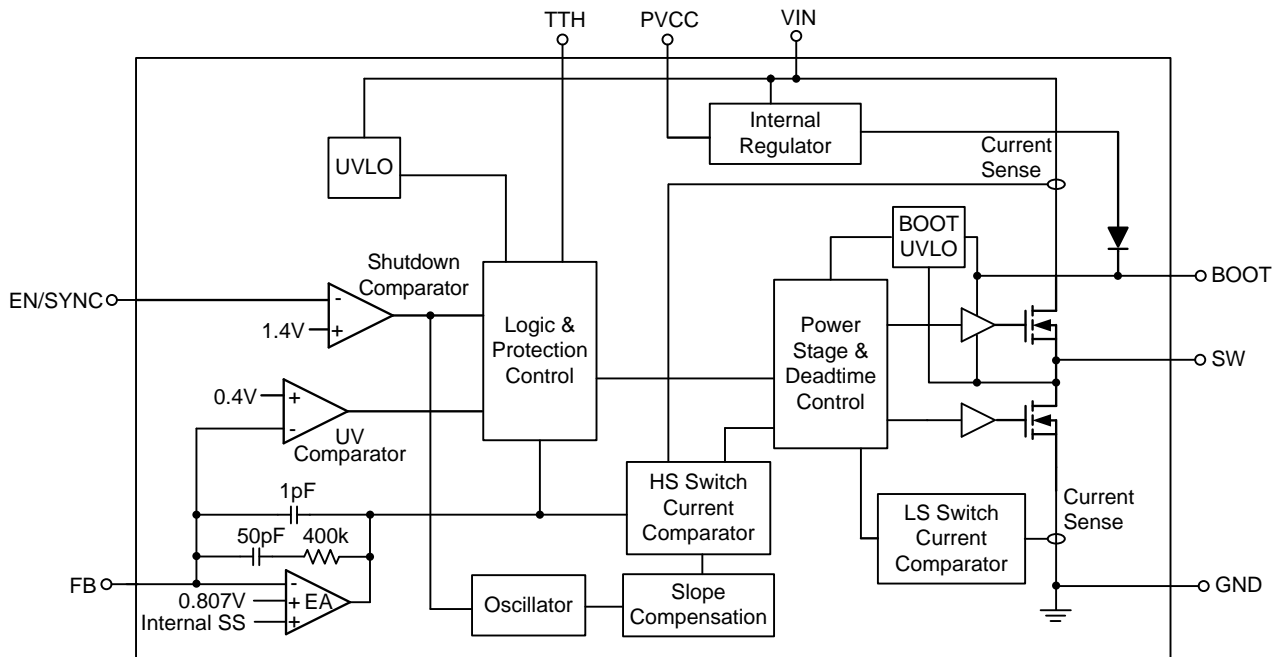 TTH
PVCC
VIN
Internal
Regulator
Current
Sense
UVLO
BOOT
UVLO
Shutdown
Comparator
BOOT
EN/SYNC
-
1.4V
+
Logic &
Protection
Control
Power
Stage &
Deadtime
Control
SW
0.4V
+
-
UV
Comparator
1pF
HS Switch
Current
Comparator
LS Switch
Current
Comparator
Current
Sense
50pF
400k
FB
-
0.807V
+
EA
Internal SS
+
Oscillator
Slope
Compensation
GND